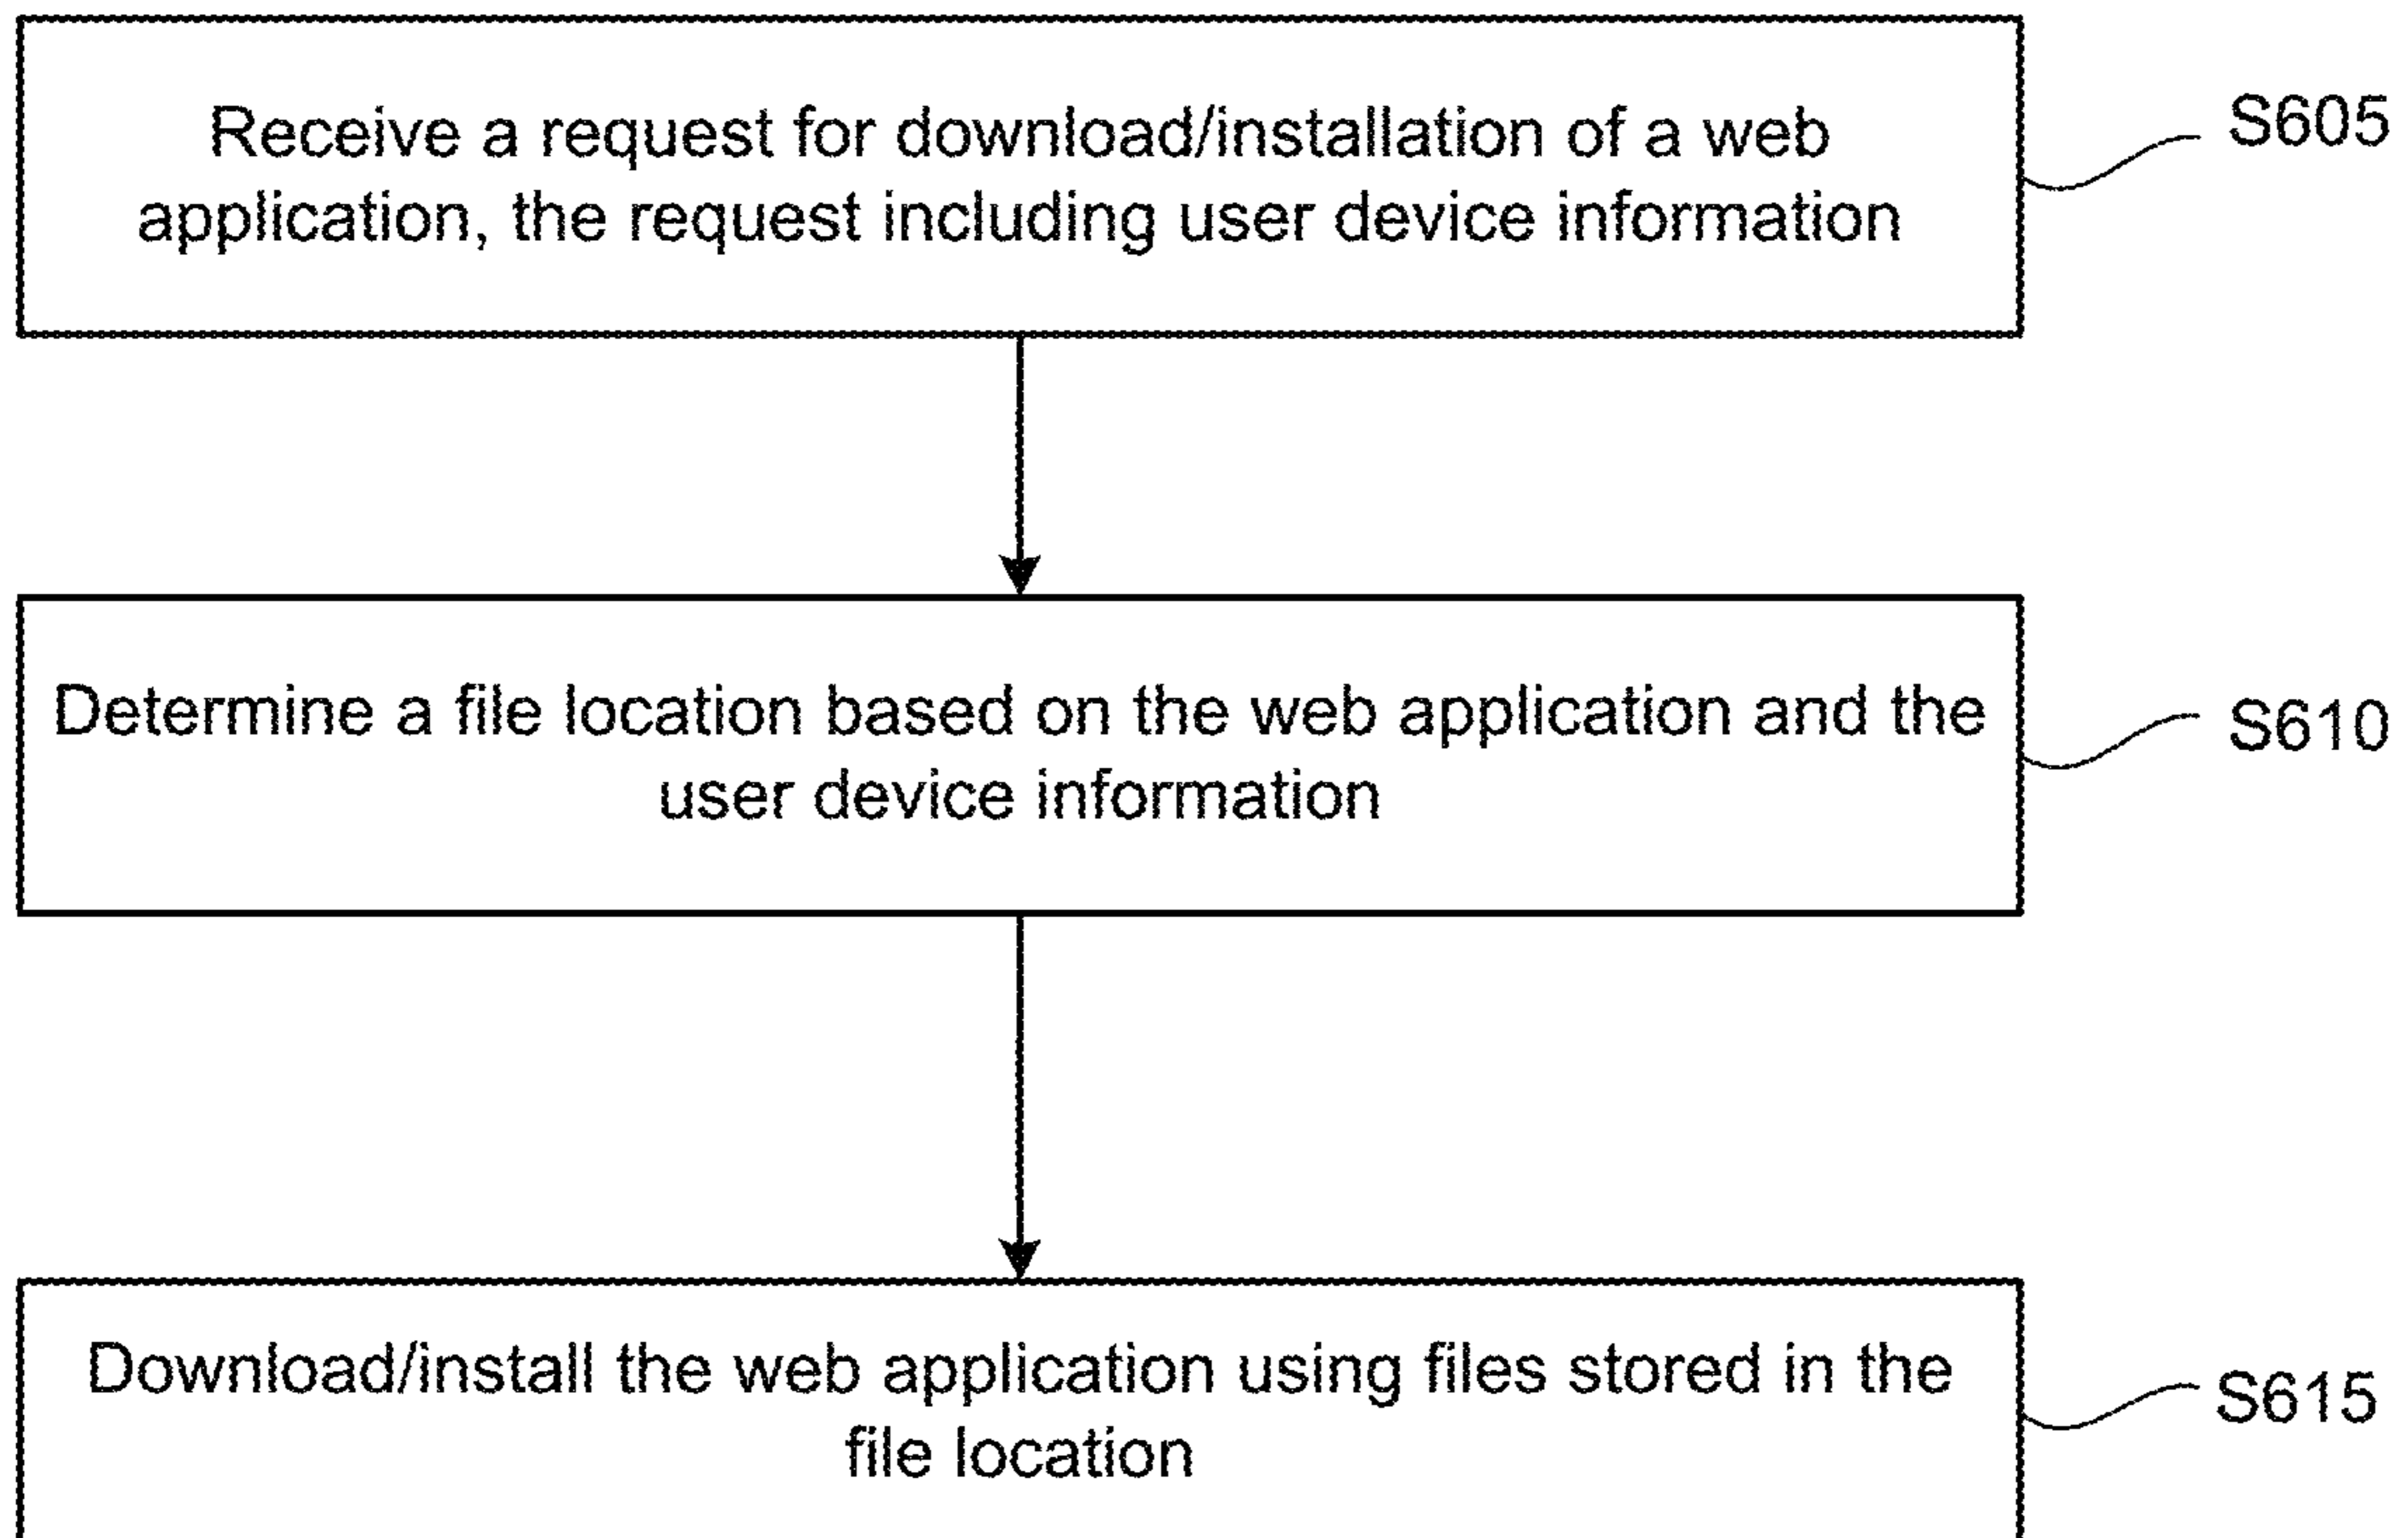 Receive a request for download/installation of a web
application, the request including user device information
S605
Determine a file location based on the web application and the
user device information
S610
Download/install the web application using files stored in the
file location
S615